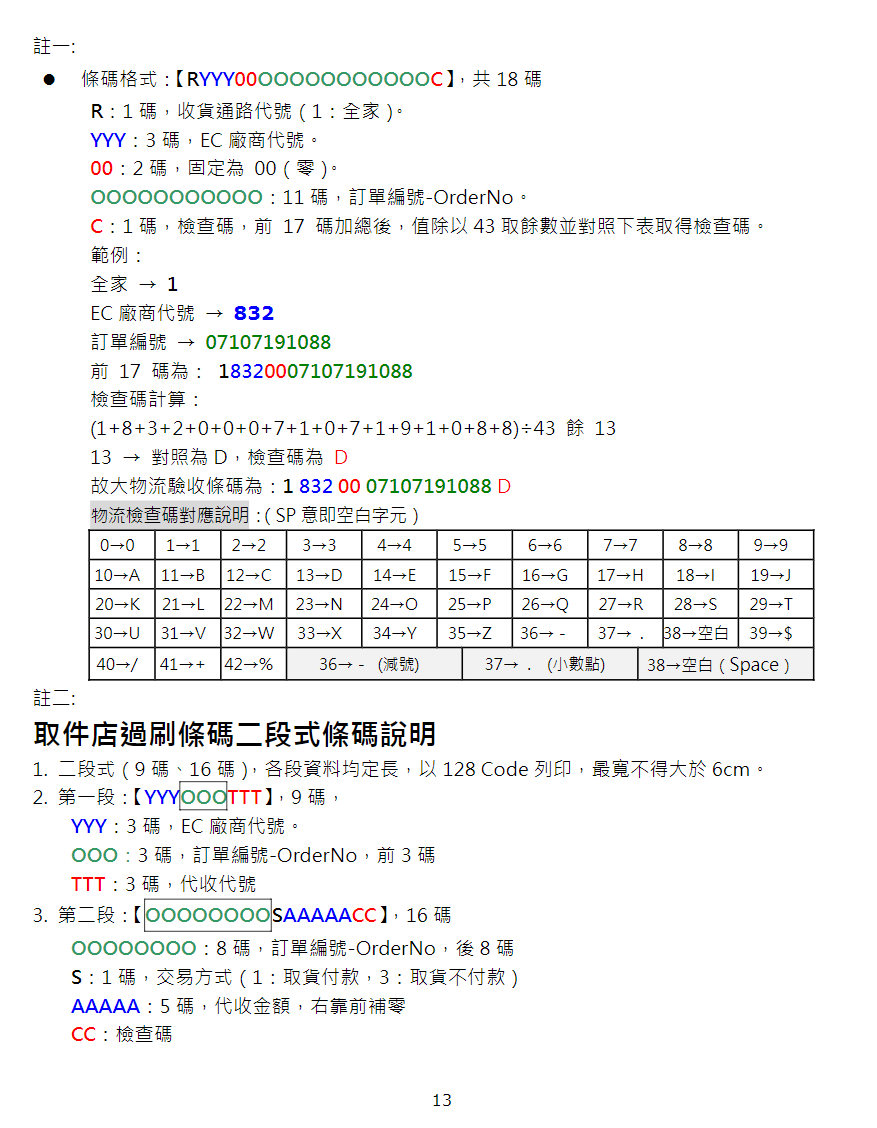 註一:
● 條碼格式：【RYYY00OOOOOOOOOOOC】，共 18 碼
R：1 碼，收貨通路代號（1：全家）。
YYY：3 碼，EC 廠商代號。
00：2 碼，固定為 00（零）。
OOOOOOOOOOO：11 碼，訂單編號-OrderNo。
C：1 碼，檢查碼，前 17 碼加總後，值除以 43 取餘數並對照下表取得檢查碼。
範例：
全家 → 1
EC 廠商代號 → 832
訂單編號 → 07107191088
前 17 碼為： 18320007107191088
檢查碼計算：
(1+8+3+2+0+0+0+7+1+0+7+1+9+1+0+8+8)÷43 餘 13
13 → 對照為 D，檢查碼為 D
故大物流驗收條碼為：1 832 00 07107191088 D
物流檢查碼對應說明：(SP 意即空白字元)
0→0 1→1 2→2 3→3 4→4 5→5 6→6 7→7 8→8 9→9
10→A 11→B 12→C 13→D 14→E 15→F 16→G 17→H 18→I 19→J
20→K 21→L 22→M 23→N 24→O 25→P 26→Q 27→R 28→S 29→T
30→U 31→V 32→W 33→X 34→Y 35→Z 36→ - 37→ . 38→空白 39→$
40→/ 41→+ 42→% 36→ - (減號) 37→ . (小數點) 38→空白（Space）
註二:
取件店過刷條碼二段式條碼說明
1. 二段式（9 碼、16 碼），各段資料均定長，以 128 Code 列印，最寬不得大於 6cm。
2. 第一段：【YYYOOOTTT】，9 碼，
YYY：3 碼，EC 廠商代號。
OOO：3 碼，訂單編號-OrderNo，前 3 碼
TTT：3 碼，代收代號
3. 第二段：【OOOOOOOOSAAAAACC】，16 碼
OOOOOOOO：8 碼，訂單編號-OrderNo，後 8 碼
S：1 碼，交易方式（1：取貨付款，3：取貨不付款）
AAAAA：5 碼，代收金額，右靠前補零
CC：檢查碼
13